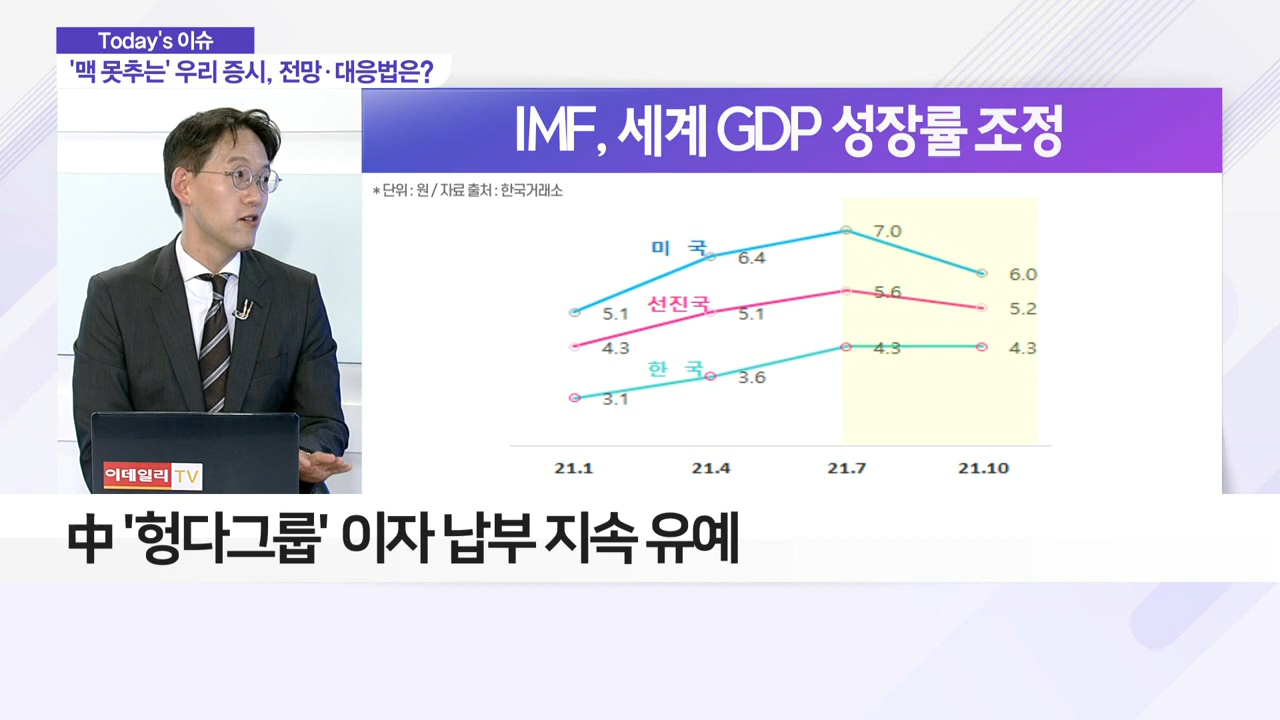 Today's 이슈
'맥 못추는' 우리 증시, 전망·대응법은?
IMF, 세계 GDP 성장률 조정
* 단위 : 원 / 자료 출처 : 한국거래소
미 국
5.1
6.4
7.0
6.0
선진국
4.3
5.1
5.6
5.2
한 국
3.1
3.6
4.3
4.3
21.1 21.4 21.7 21.10
이데일리 TV
中 '헝다그룹' 이자 납부 지속 유예